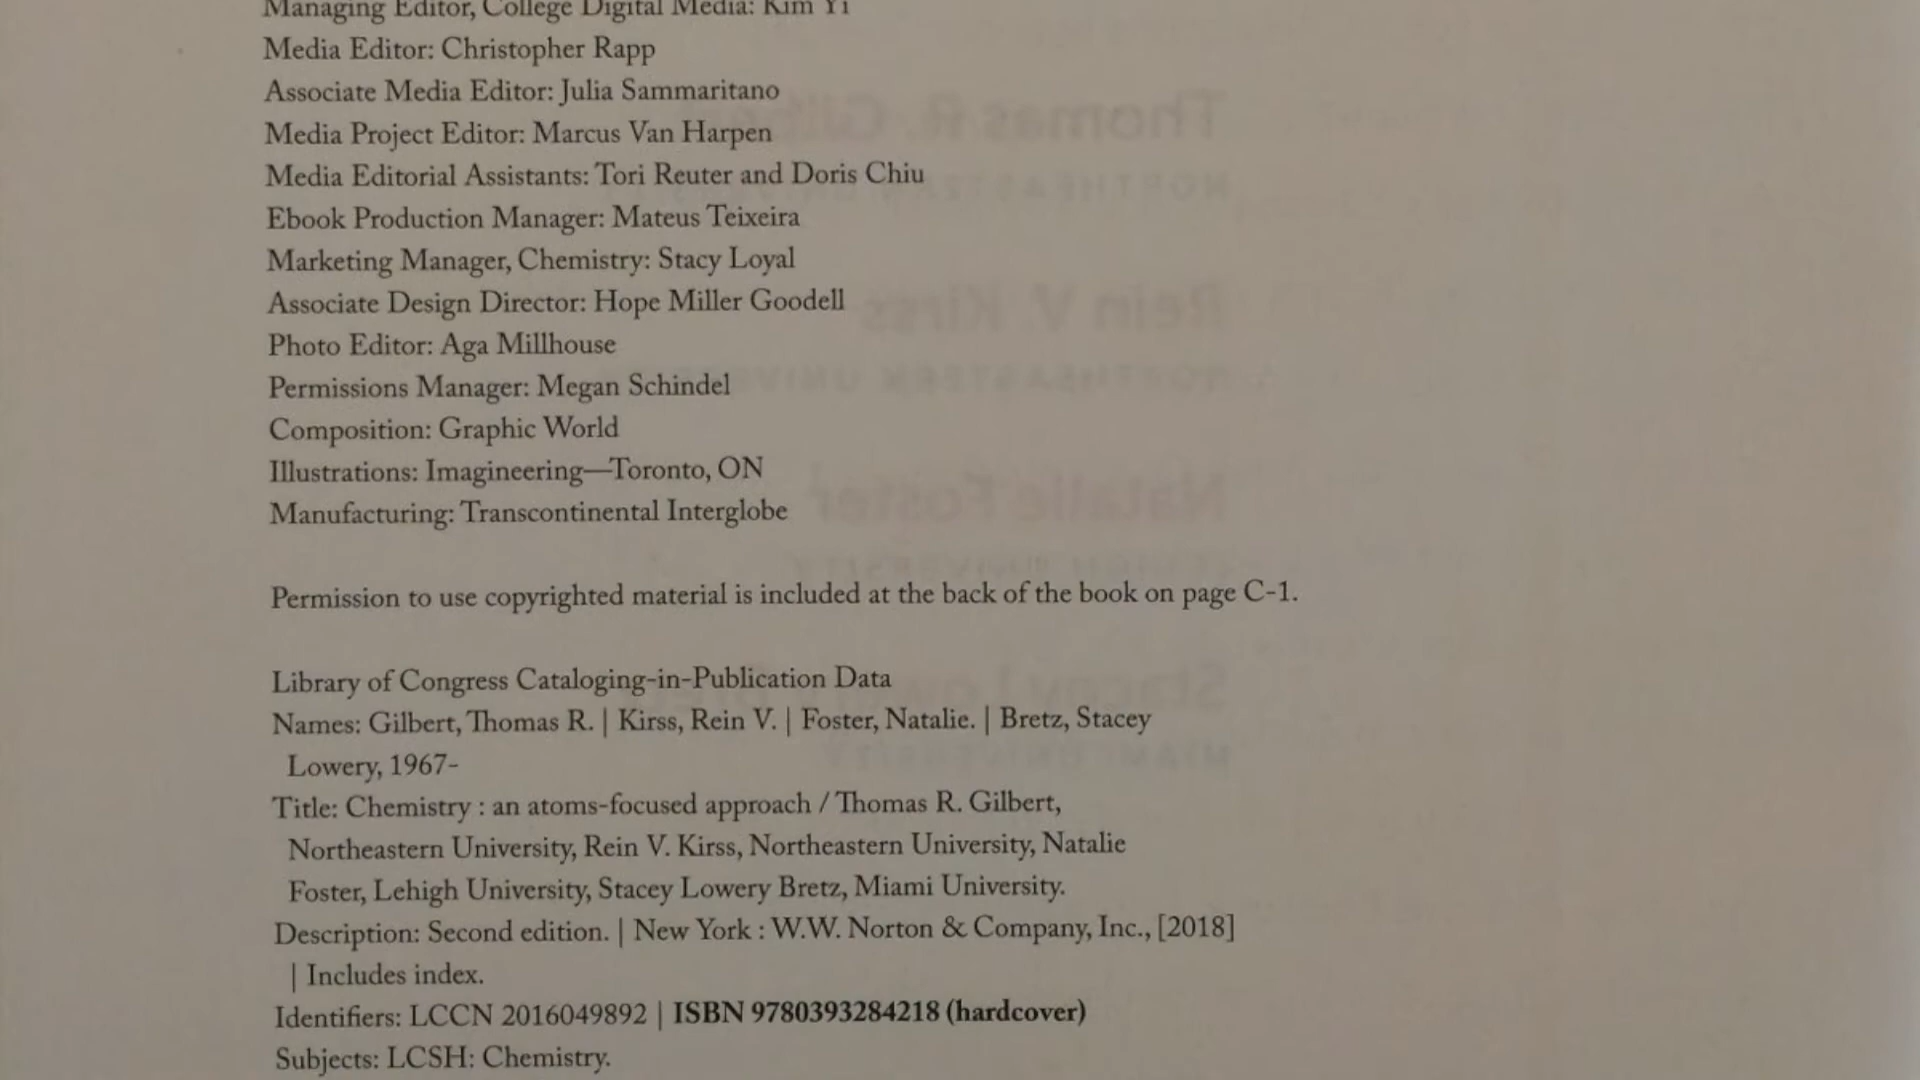 Managing Editor, College Digital Media: Kim Yi
Media Editor: Christopher Rapp
Associate Media Editor: Julia Sammaritano
Media Project Editor: Marcus Van Harpen
Media Editorial Assistants: Tori Reuter and Doris Chiu
Ebook Production Manager: Mateus Teixeira
Marketing Manager, Chemistry: Stacy Loyal
Associate Design Director: Hope Miller Goodell
Photo Editor: Aga Millhouse
Permissions Manager: Megan Schindel
Composition: Graphic World
Illustrations: Imagineering—Toronto, ON
Manufacturing: Transcontinental Interglobe
Permission to use copyrighted material is included at the back of the book on page C-1.
Library of Congress Cataloging-in-Publication Data
Names: Gilbert, Thomas R. | Kirss, Rein V. | Foster, Natalie. | Bretz, Stacey
Lowery, 1967-
Title: Chemistry : an atoms-focused approach / Thomas R. Gilbert,
Northeastern University, Rein V. Kirss, Northeastern University, Natalie
Foster, Lehigh University, Stacey Lowery Bretz, Miami University.
Description: Second edition. | New York : W.W. Norton & Company, Inc., [2018]
| Includes index.
Identifiers: LCCN 2016049892 | ISBN 9780393284218 (hardcover)
Subjects: LCSH: Chemistry.